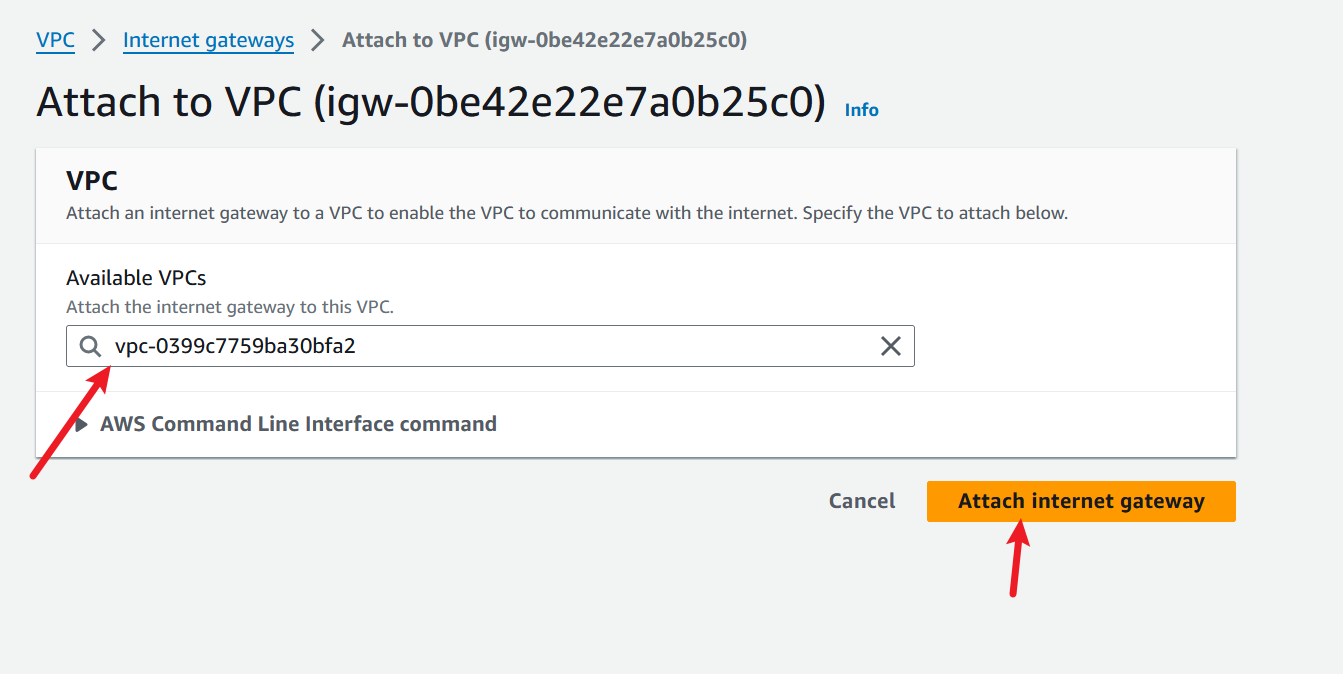 VPC > Internet gateways > Attach to VPC (igw-0be42e22e7a0b25c0)
Attach to VPC (igw-0be42e22e7a0b25c0) Info
VPC
Attach an internet gateway to a VPC to enable the VPC to communicate with the internet. Specify the VPC to attach below.
Available VPCs
Attach the internet gateway to this VPC.
vpc-0399c7759ba30bfa2
AWS Command Line Interface command
Cancel Attach internet gateway